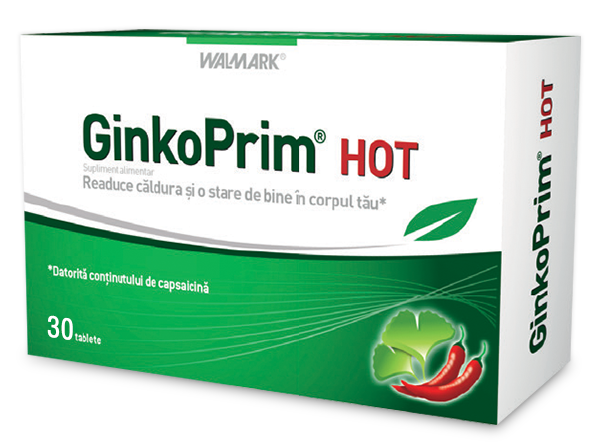 WALMARK®
GinkoPrim® HOT
Supliment alimentar
Readuce căldura și o stare de bine în corpul tău*
*Datorită conținutului de capsaicină
30 tablete
GinkoPrim® HOT